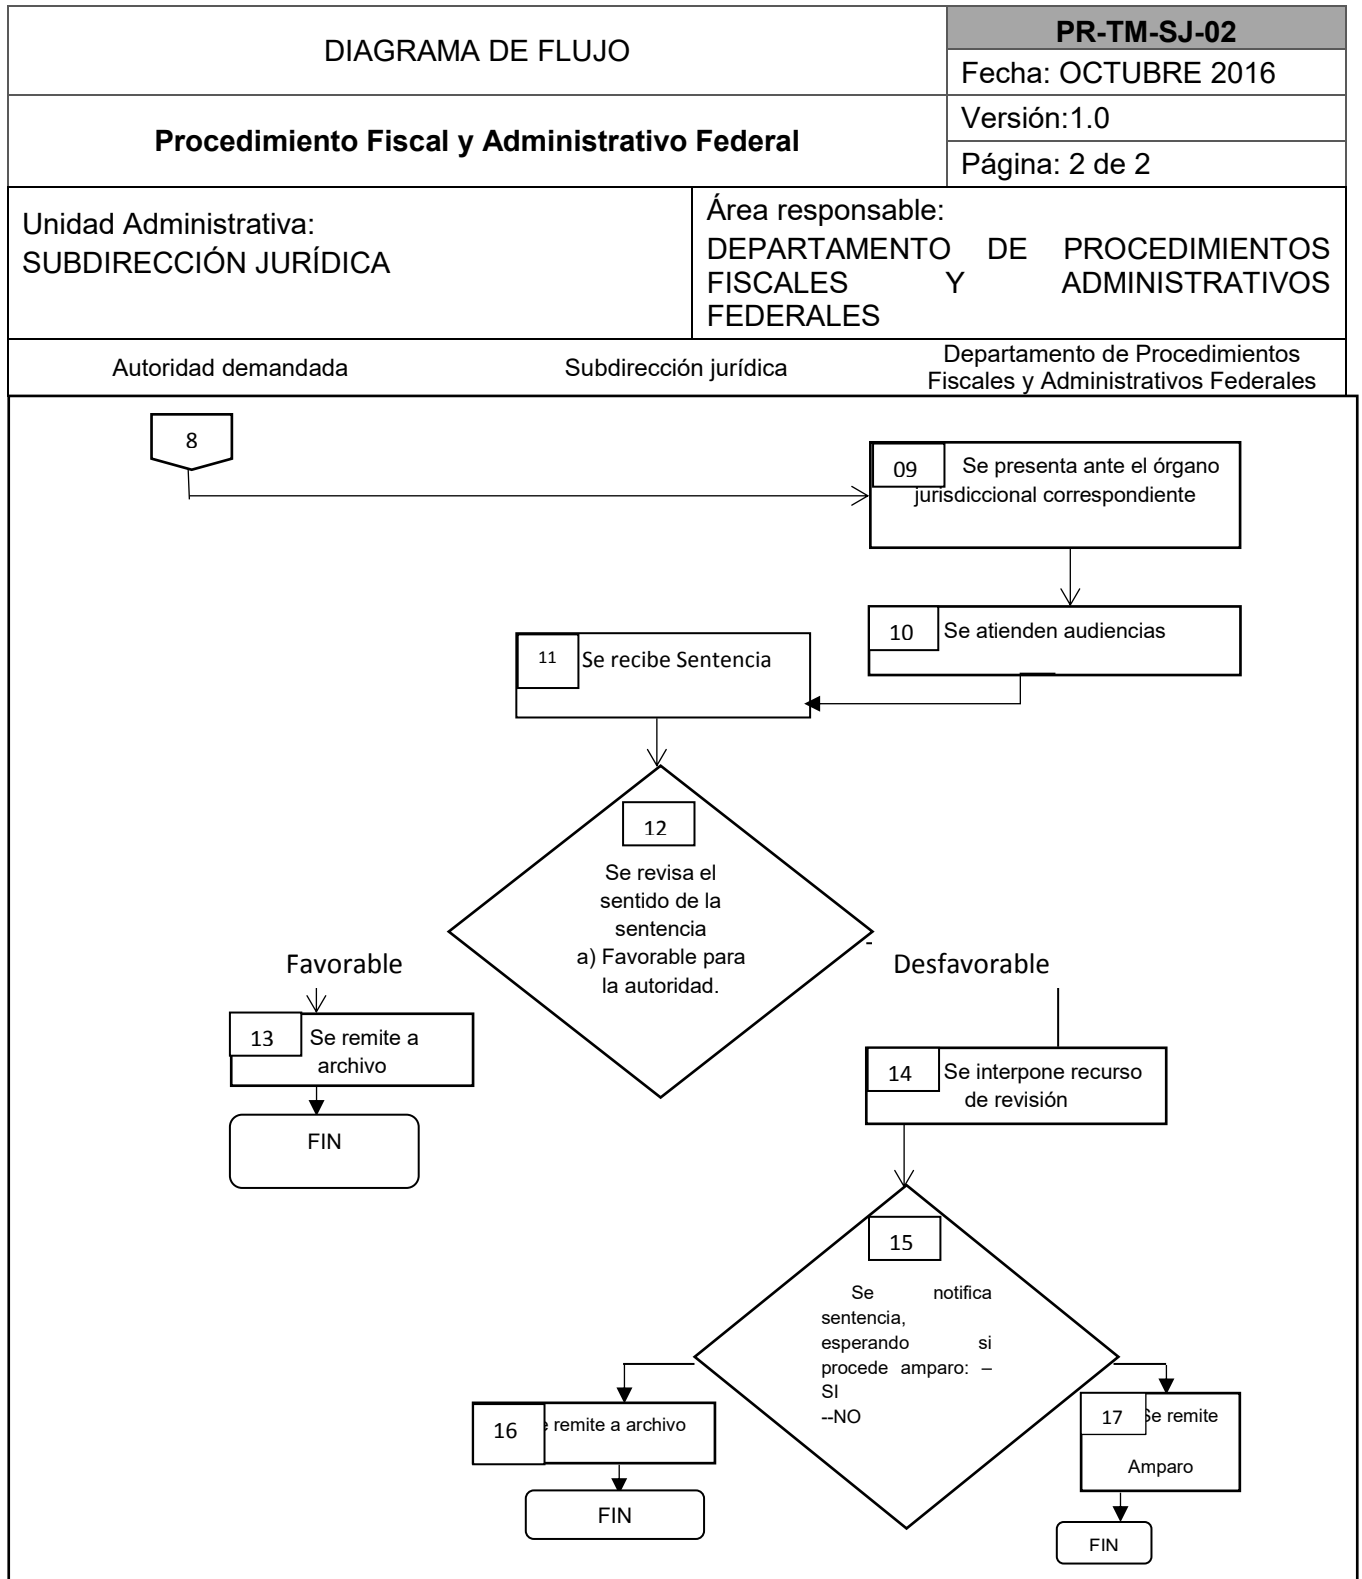 DIAGRAMA DE FLUJO
PR-TM-SJ-02
Fecha: OCTUBRE 2016
Procedimiento Fiscal y Administrativo Federal
Versión:1.0
Página: 2 de 2
Unidad Administrativa:
SUBDIRECCIÓN JURÍDICA
Área responsable:
DEPARTAMENTO DE PROCEDIMIENTOS
FISCALES Y ADMINISTRATIVOS
FEDERALES
Autoridad demandada
Subdirección jurídica
Departamento de Procedimientos
Fiscales y Administrativos Federales
8
09 Se presenta ante el órgano
jurisdiccional correspondiente
10 Se atienden audiencias
11 Se recibe Sentencia
12
Se revisa el
sentido de la
sentencia
a) Favorable para
la autoridad.
Favorable
Desfavorable
13 Se remite a
archivo
FIN
14 Se interpone recurso
de revisión
15
Se notifica
sentencia,
esperando si
procede amparo: –
SI
--NO
16 e remite a archivo
FIN
17 Se remite
Amparo
FIN